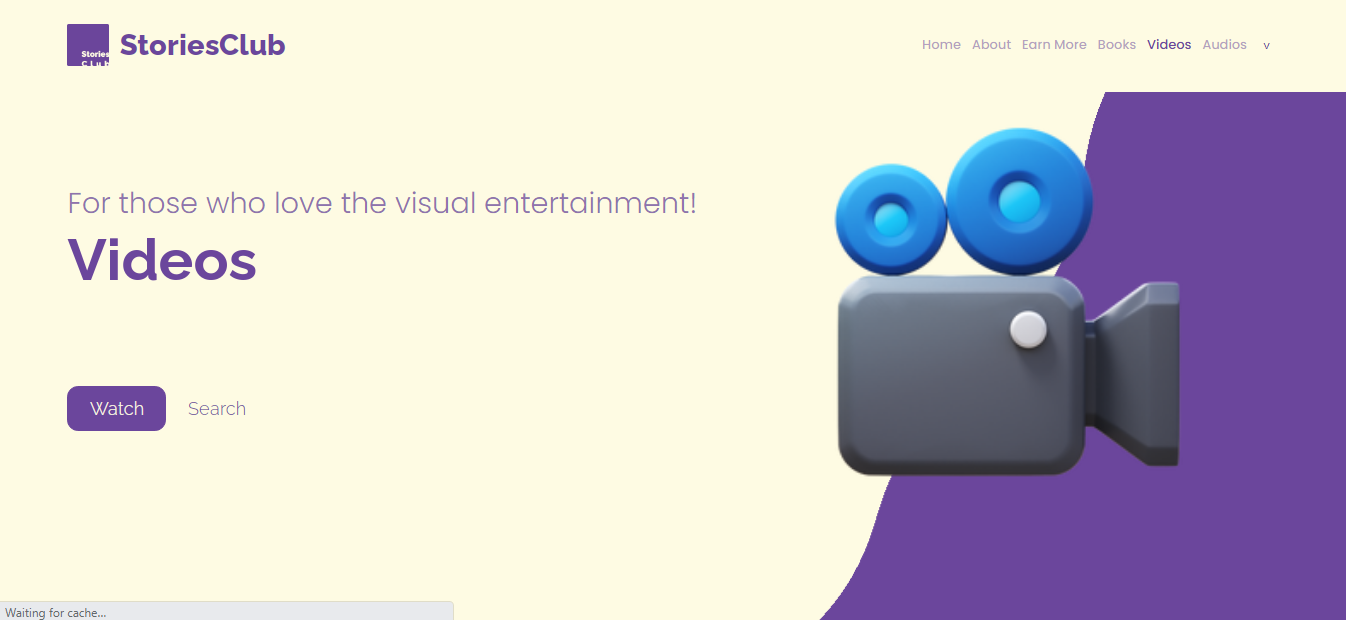 Stories
Club
StoriesClub
Home About Earn More Books Videos Audios v
For those who love the visual entertainment!
Videos
Watch Search
Waiting for cache...